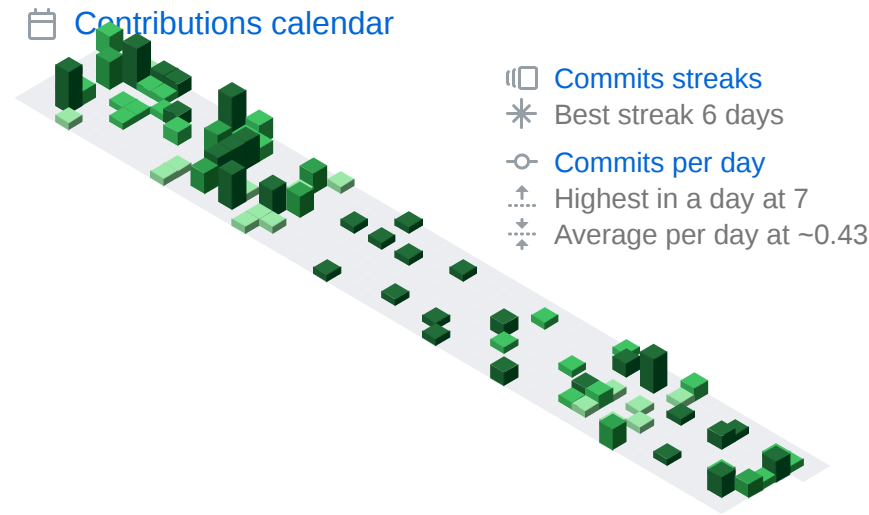 Contributions calendar
Commits streaks
Best streak 6 days
Commits per day
Highest in a day at 7
Average per day at ~0.43